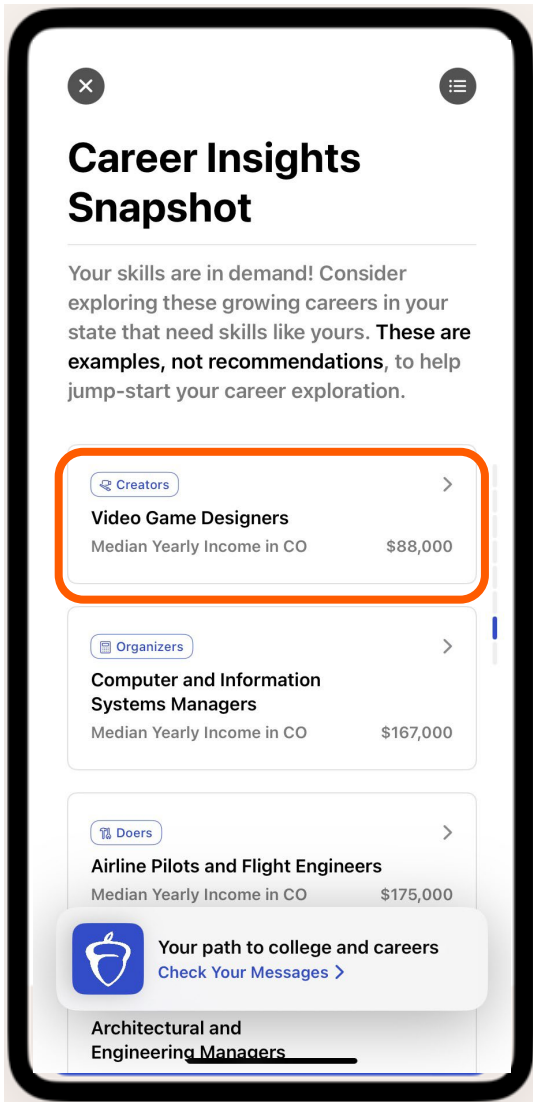 Career Insights
Snapshot
Your skills are in demand! Consider
exploring these growing careers in your
state that need skills like yours. These are
examples, not recommendations, to help
jump-start your career exploration.
Creators
Video Game Designers
Median Yearly Income in CO $88,000
Organizers
Computer and Information
Systems Managers
Median Yearly Income in CO $167,000
Doers
Airline Pilots and Flight Engineers
Median Yearly Income in CO $175,000
Your path to college and careers
Check Your Messages
Architectural and
Engineering Managers